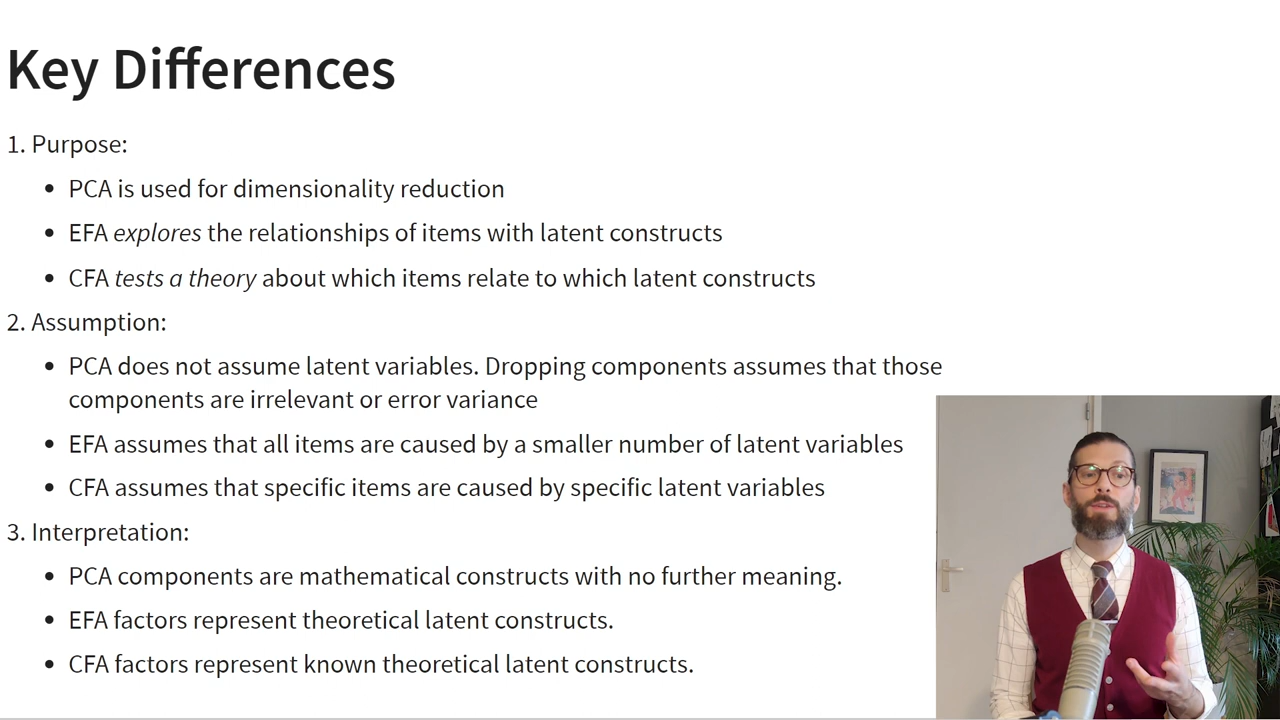 Key Differences
1. Purpose:
• PCA is used for dimensionality reduction
• EFA explores the relationships of items with latent constructs
• CFA tests a theory about which items relate to which latent constructs
2. Assumption:
• PCA does not assume latent variables. Dropping components assumes that those
components are irrelevant or error variance
• EFA assumes that all items are caused by a smaller number of latent variables
• CFA assumes that specific items are caused by specific latent variables
3. Interpretation:
• PCA components are mathematical constructs with no further meaning.
• EFA factors represent theoretical latent constructs.
• CFA factors represent known theoretical latent constructs.